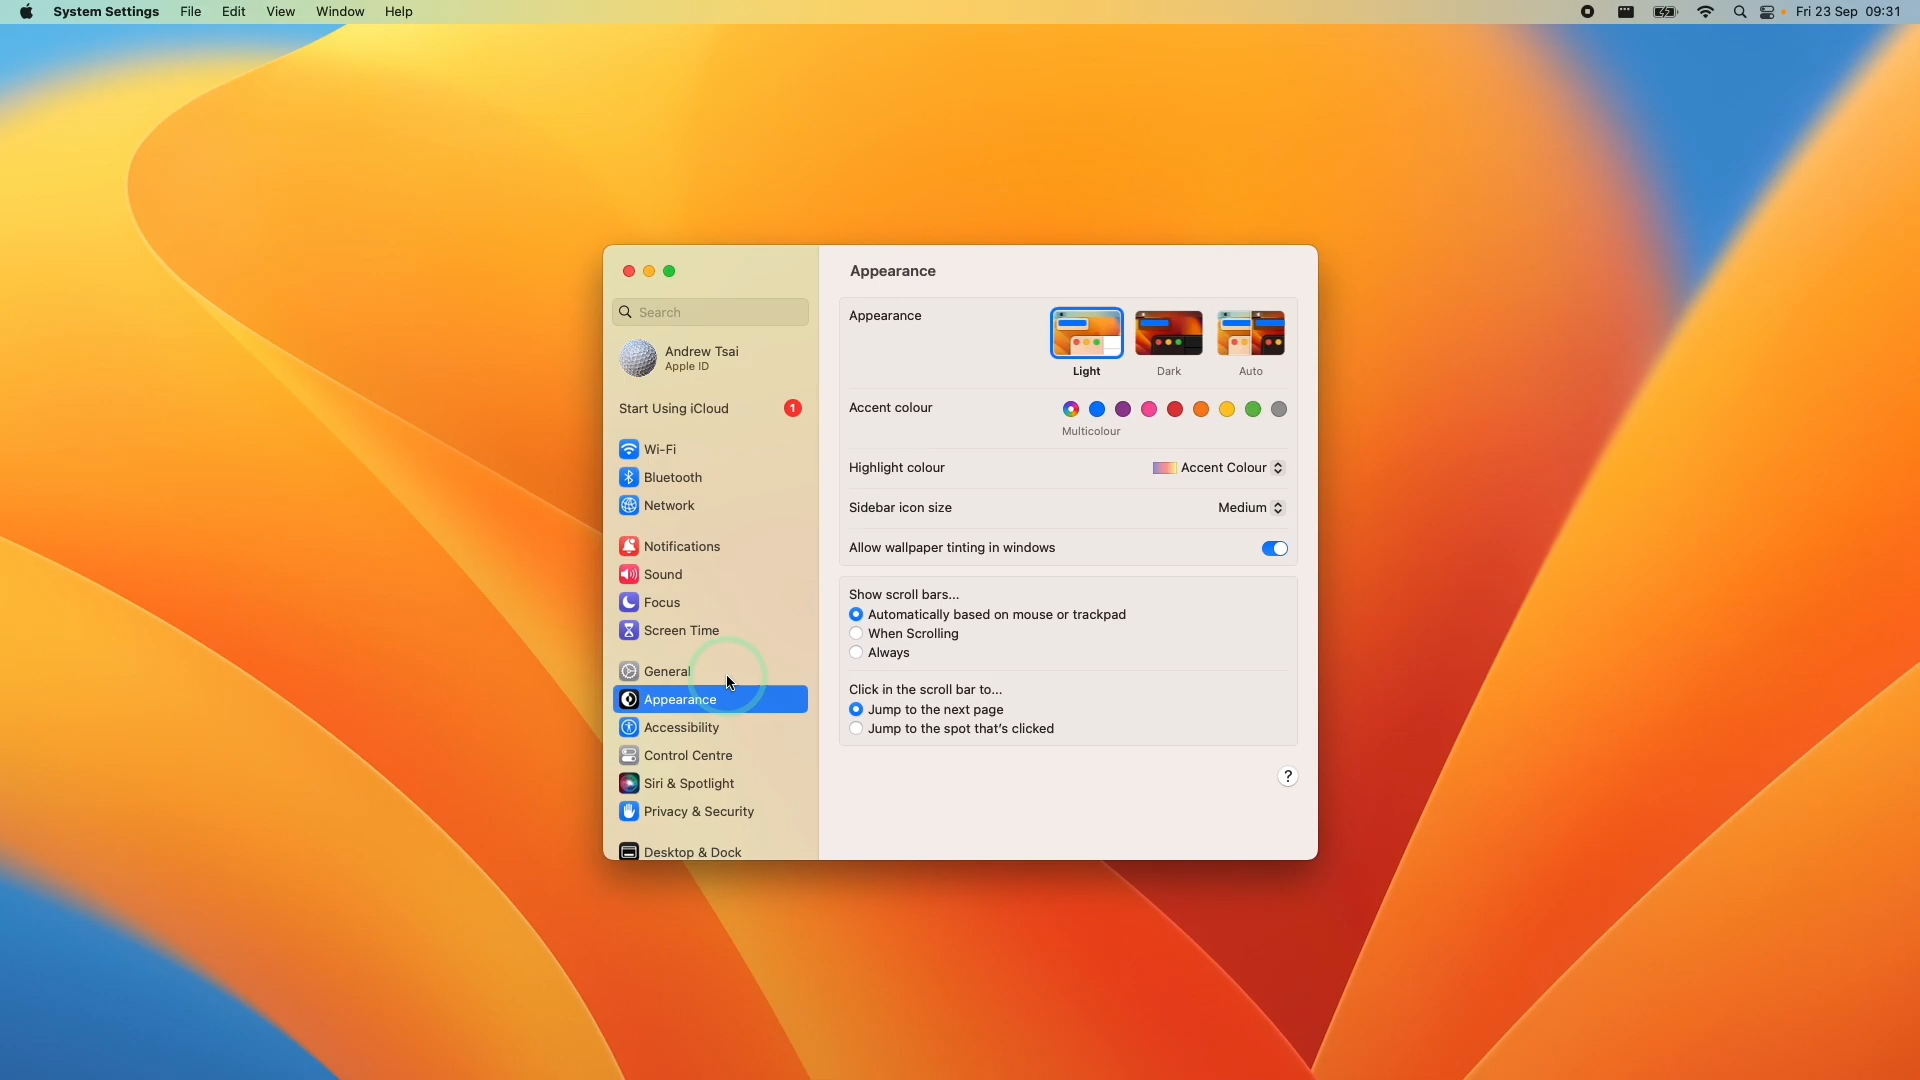 System Settings File Edit View Window Help Fri 23 Sep 09:31
Search
Andrew Tsai
Apple ID
Start Using iCloud 1
Wi-Fi
Bluetooth
Network
Notifications
Sound
Focus
Screen Time
General
Appearance
Accessibility
Control Centre
Siri & Spotlight
Privacy & Security
Desktop & Dock
Appearance
Appearance
Light Dark Auto
Accent colour
Multicolour
Highlight colour Accent Colour
Sidebar icon size Medium
Allow wallpaper tinting in windows
Show scroll bars...
Automatically based on mouse or trackpad
When Scrolling
Always
Click in the scroll bar to...
Jump to the next page
Jump to the spot that's clicked
?